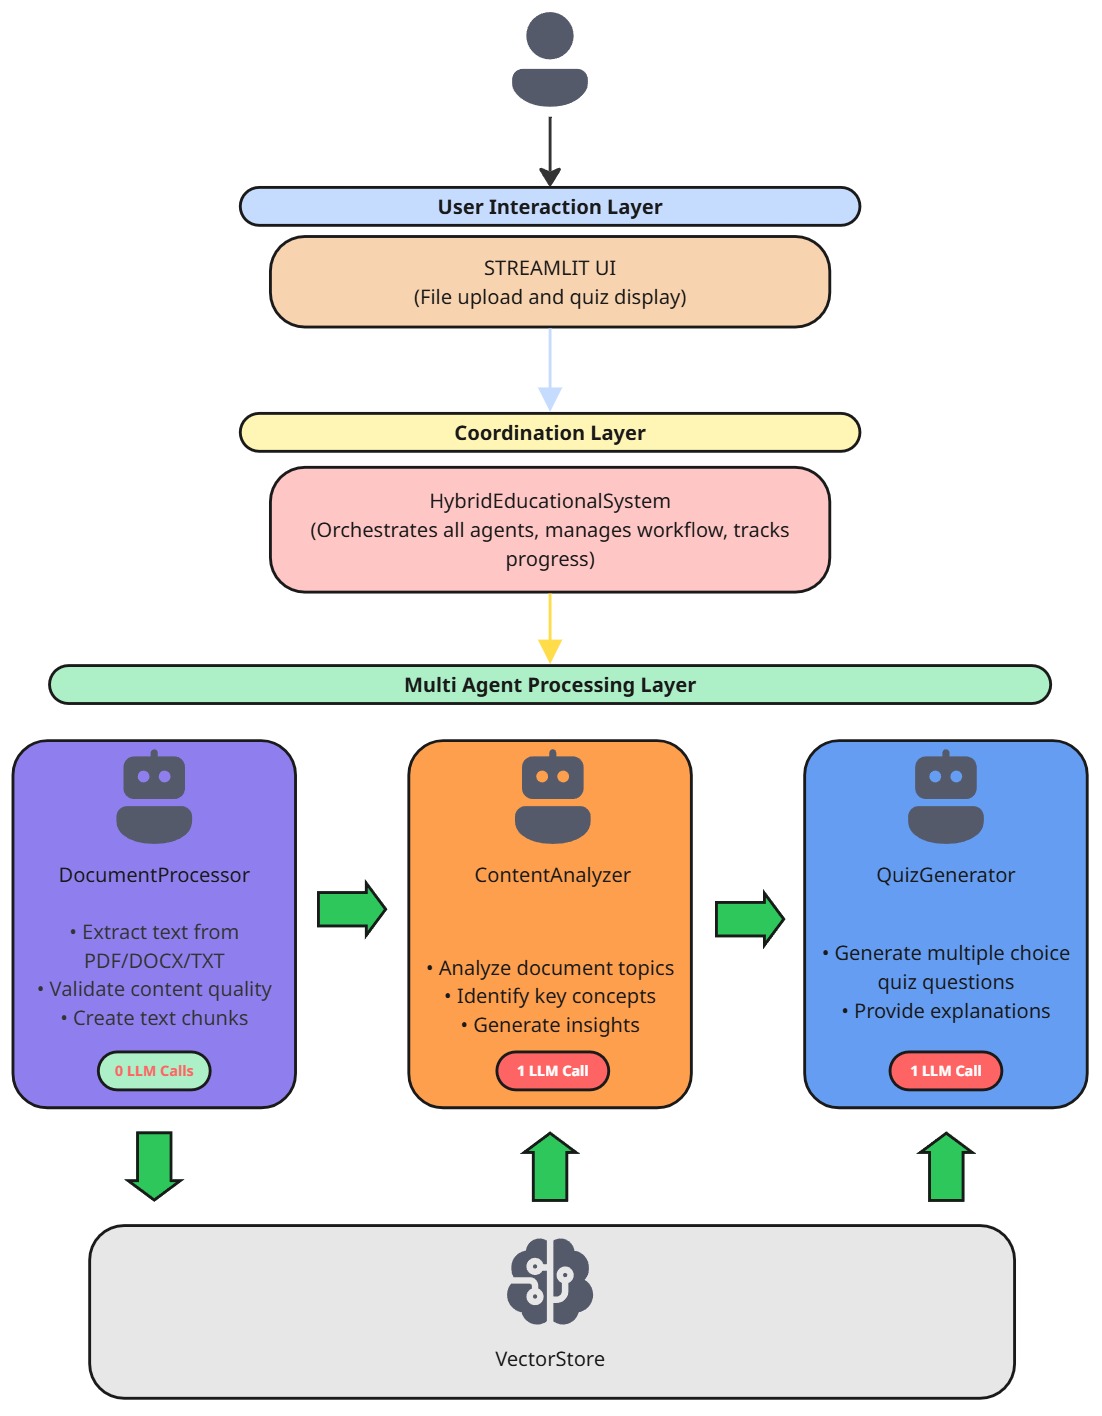 User Interaction Layer
STREAMLIT UI
(File upload and quiz display)
Coordination Layer
HybridEducationalSystem
(Orchestrates all agents, manages workflow, tracks
progress)
Multi Agent Processing Layer
DocumentProcessor
• Extract text from
PDF/DOCX/TXT
• Validate content quality
• Create text chunks
0 LLM Calls
ContentAnalyzer
• Analyze document topics
• Identify key concepts
• Generate insights
1 LLM Call
QuizGenerator
• Generate multiple choice
quiz questions
• Provide explanations
1 LLM Call
VectorStore